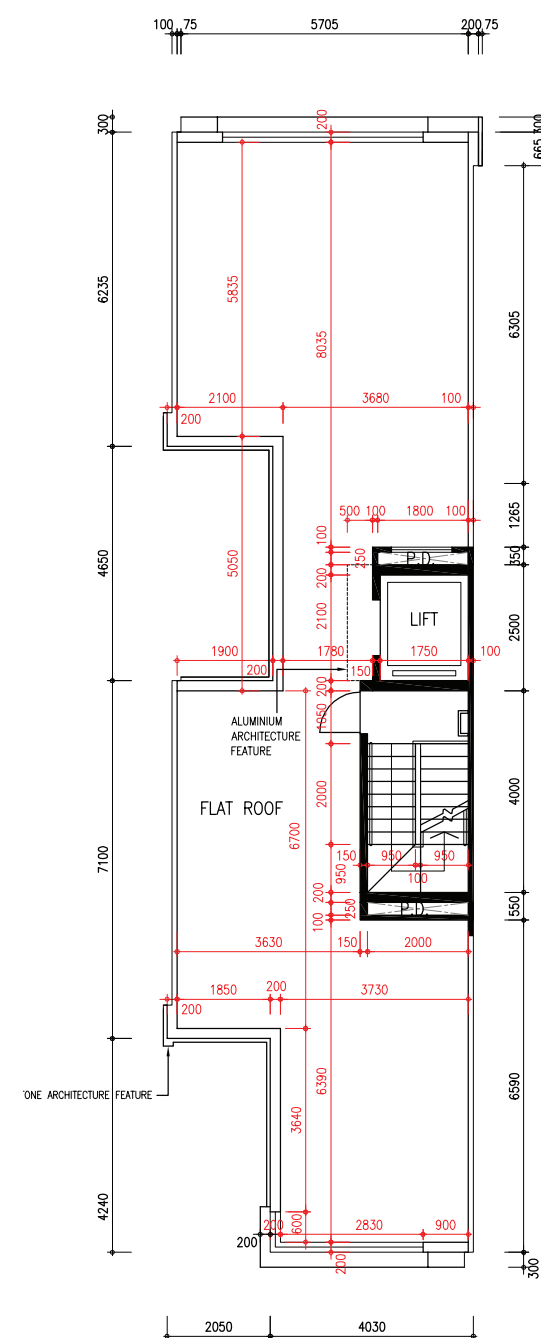 100 75 5705 200 75
300 200 300
665
6235 5835 8035 6305
2100 3680 100
200
500 100 1800 100 1265
100 250 P.D. 350
4650 5050 200 2100 LIFT 2500
1900 1780 1750 100
200 150
200
ALUMINIUM
ARCHITECTURE
FEATURE
1050
FLAT ROOF 2000 4000
6700
7100 150 950 950
950 100
200
100 250 P.D. 550
3630 150 2000
1850 200 3730
200
6390 6590
ONE ARCHITECTURE FEATURE
3640
4240
200 600 2830 900
200 200 300
2050 4030